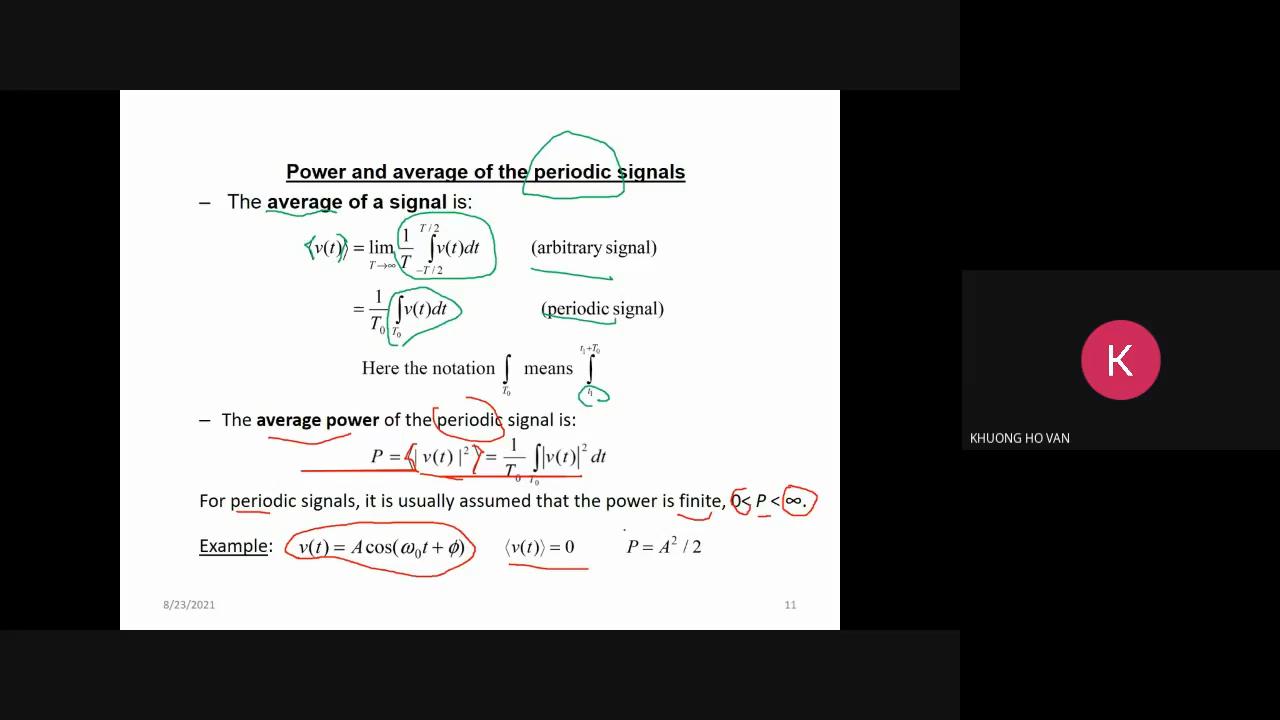 Power and average of the periodic signals
– The average of a signal is:
⟨v(t)⟩ = lim T→∞ 1/T ∫ -T/2 T/2 v(t)dt (arbitrary signal)
= 1/T₀ ∫ T₀ v(t)dt (periodic signal)
Here the notation ∫ T₀ means ∫ t₁ t₁+T₀
– The average power of the periodic signal is:
P = ⟨| v(t) |²⟩ = 1/T₀ ∫ T₀ |v(t)|² dt
For periodic signals, it is usually assumed that the power is finite, 0< P < ∞.
Example: v(t) = A cos(ω₀t + ϕ) ⟨v(t)⟩ = 0 P = A² / 2
8/23/2021 11
K
KHUONG HO VAN